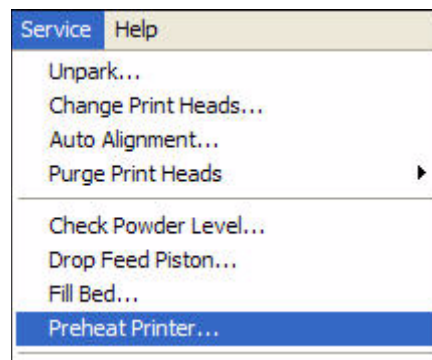 Service Help
Unpark...
Change Print Heads...
Auto Alignment...
Purge Print Heads
Check Powder Level...
Drop Feed Piston...
Fill Bed...
Preheat Printer...